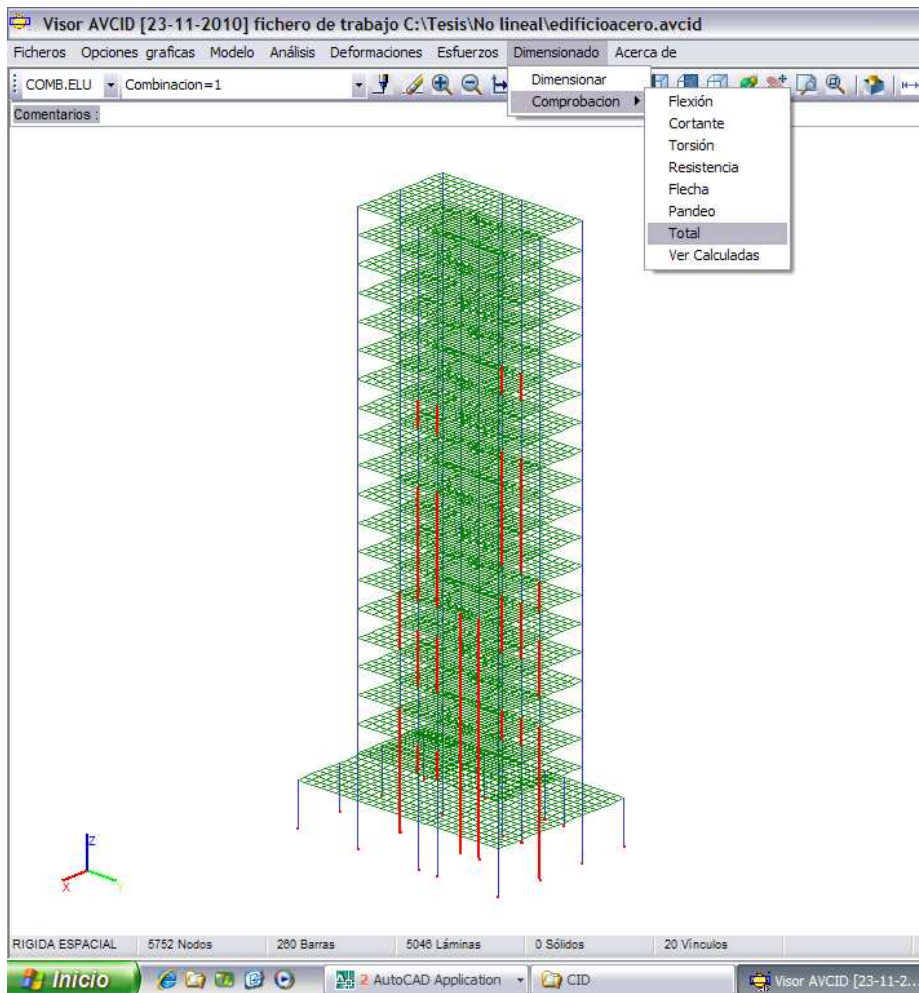 Visor AVCID [23-11-2010] fichero de trabajo C:\Tesis\No lineal\edificioacero.avcid
Ficheros Opciones graficas Modelo Análisis Deformaciones Esfuerzos Dimensionado Acerca de
COMB.ELU Combinacion=1
Dimensionar
Comprobacion
Comentarios :
Flexión
Cortante
Torsión
Resistencia
Flecha
Pandeo
Total
Ver Calculadas
Z
X
Y
RIGIDA ESPACIAL 5752 Nodos 260 Barras 5046 Láminas 0 Sólidos 20 Vínculos
Inicio 2 AutoCAD Application CID Visor AVCID [23-11-2...